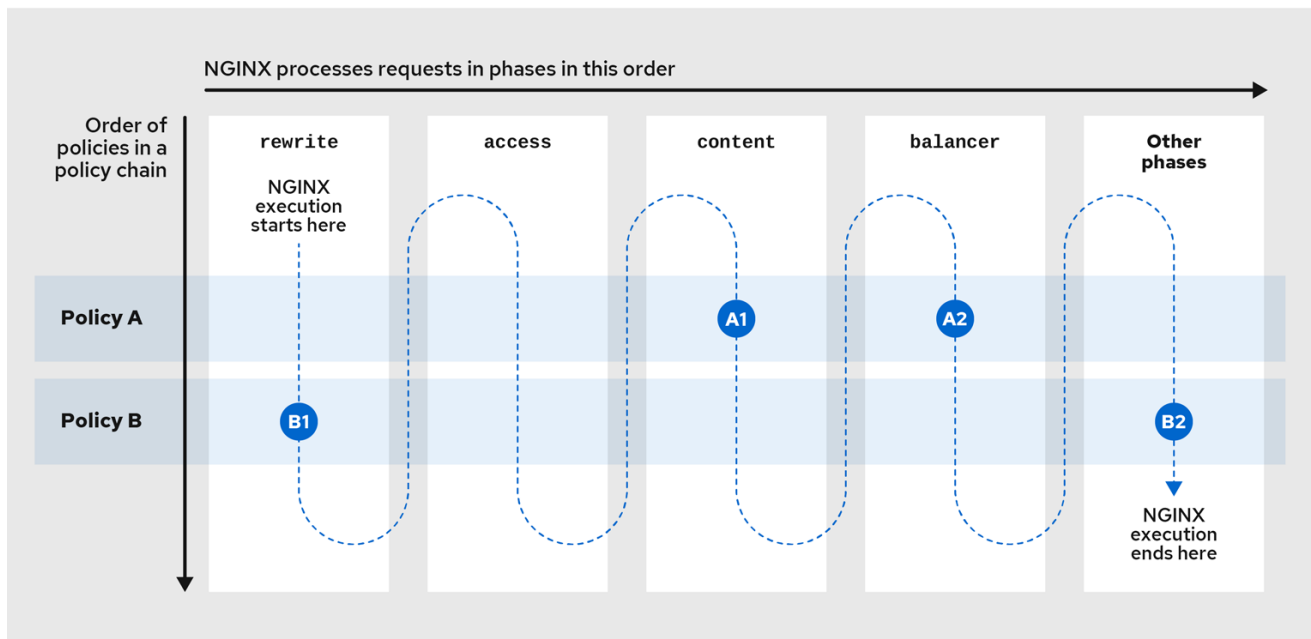 NGINX processes requests in phases in this order
Order of
policies in a
policy chain
rewrite
access
content
balancer
Other
phases
NGINX
execution
starts here
Policy A
A1
A2
Policy B
B1
B2
NGINX
execution
ends here